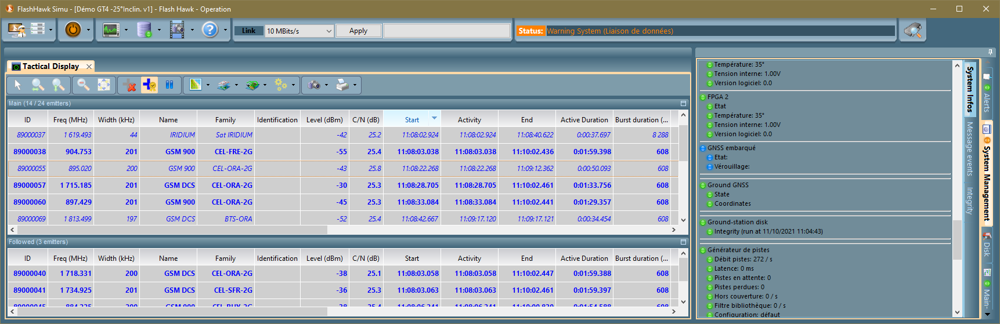 FlashHawk Simu - [Démo GT4 -25°Inclin. v1] - Flash Hawk - Operation
Link 10 MBits/s Apply Status: Warning System (Liaison de données)
Tactical Display
Main (14 / 24 emitters)
ID Freq (MHz) Width (kHz) Name Family Identification Level (dBm) C/N (dB) Start Activity End Active Duration Burst duration (...
89000037 1 619.493 44 IRIDIUM Sat IRIDIUM -42 25.2 11:08:02.924 11:08:02.924 11:08:40.622 0:00:37.697 8 288
89000038 904.753 201 GSM 900 CEL-FRE-2G -55 25.4 11:08:03.038 11:08:03.038 11:10:02.436 0:01:59.398 608
89000055 895.020 200 GSM 900 CEL-ORA-2G -43 25.8 11:08:22.268 11:08:22.268 11:09:12.362 0:00:50.093 608
89000057 1 715.185 201 GSM DCS CEL-ORA-2G -30 25.3 11:08:28.705 11:08:28.705 11:10:02.461 0:01:33.756 608
89000060 897.429 201 GSM 900 CEL-ORA-2G -45 25.3 11:08:33.084 11:08:33.084 11:10:02.441 0:01:29.357 608
89000069 1 813.499 197 GSM DCS BTS-ORA -52 25.4 11:08:42.667 11:09:17.120 11:09:17.121 0:00:34.454 608
Followed (3 emitters)
ID Freq (MHz) Width (kHz) Name Family Identification Level (dBm) C/N (dB) Start Activity End Active Duration Burst duration (...
89000040 1 718.331 200 GSM DCS CEL-ORA-2G -38 25.1 11:08:03.058 11:08:03.058 11:10:02.447 0:01:59.388 608
89000041 1 734.925 201 GSM DCS CEL-SFR-2G -36 25.3 11:08:03.063 11:08:03.063 11:10:02.461 0:01:59.397 608
Température: 35°
Tension interne: 1.00V
Version logiciel: 0.0
FPGA 2
Etat
Température: 35°
Tension interne: 1.00V
Version logiciel: 0.0
GNSS embarqué
Etat:
Vérouillage:
Ground GNSS
State
Coordinates
Ground-station disk
Integrity (run at 11/10/2021 11:04:43)
Générateur de pistes
Débit pistes: 272 / s
Latence: 0 ms
Pistes en attente: 0
Pistes perdues: 0
Hors couverture: 0 / s
Filtre bibliothèque: 0 / s
Configuration: défaut
System Infos
Message events
Integrity
Alerts
System Management
Disk
Main-